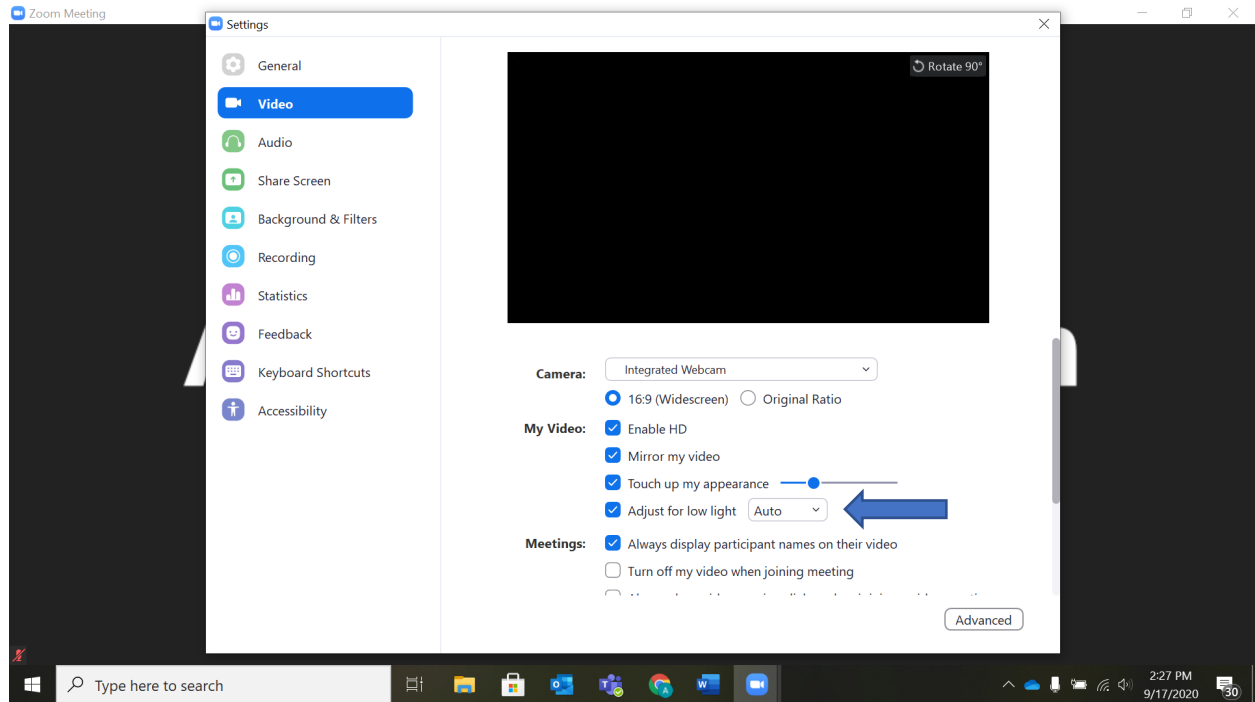 Zoom Meeting
Settings
Rotate 90°
General
Video
Audio
Share Screen
Background & Filters
Recording
Statistics
Feedback
Keyboard Shortcuts
Accessibility
Camera: Integrated Webcam
16:9 (Widescreen) Original Ratio
My Video: Enable HD
Mirror my video
Touch up my appearance
Adjust for low light Auto
Meetings: Always display participant names on their video
Turn off my video when joining meeting
Advanced
Type here to search
2:27 PM
9/17/2020
30